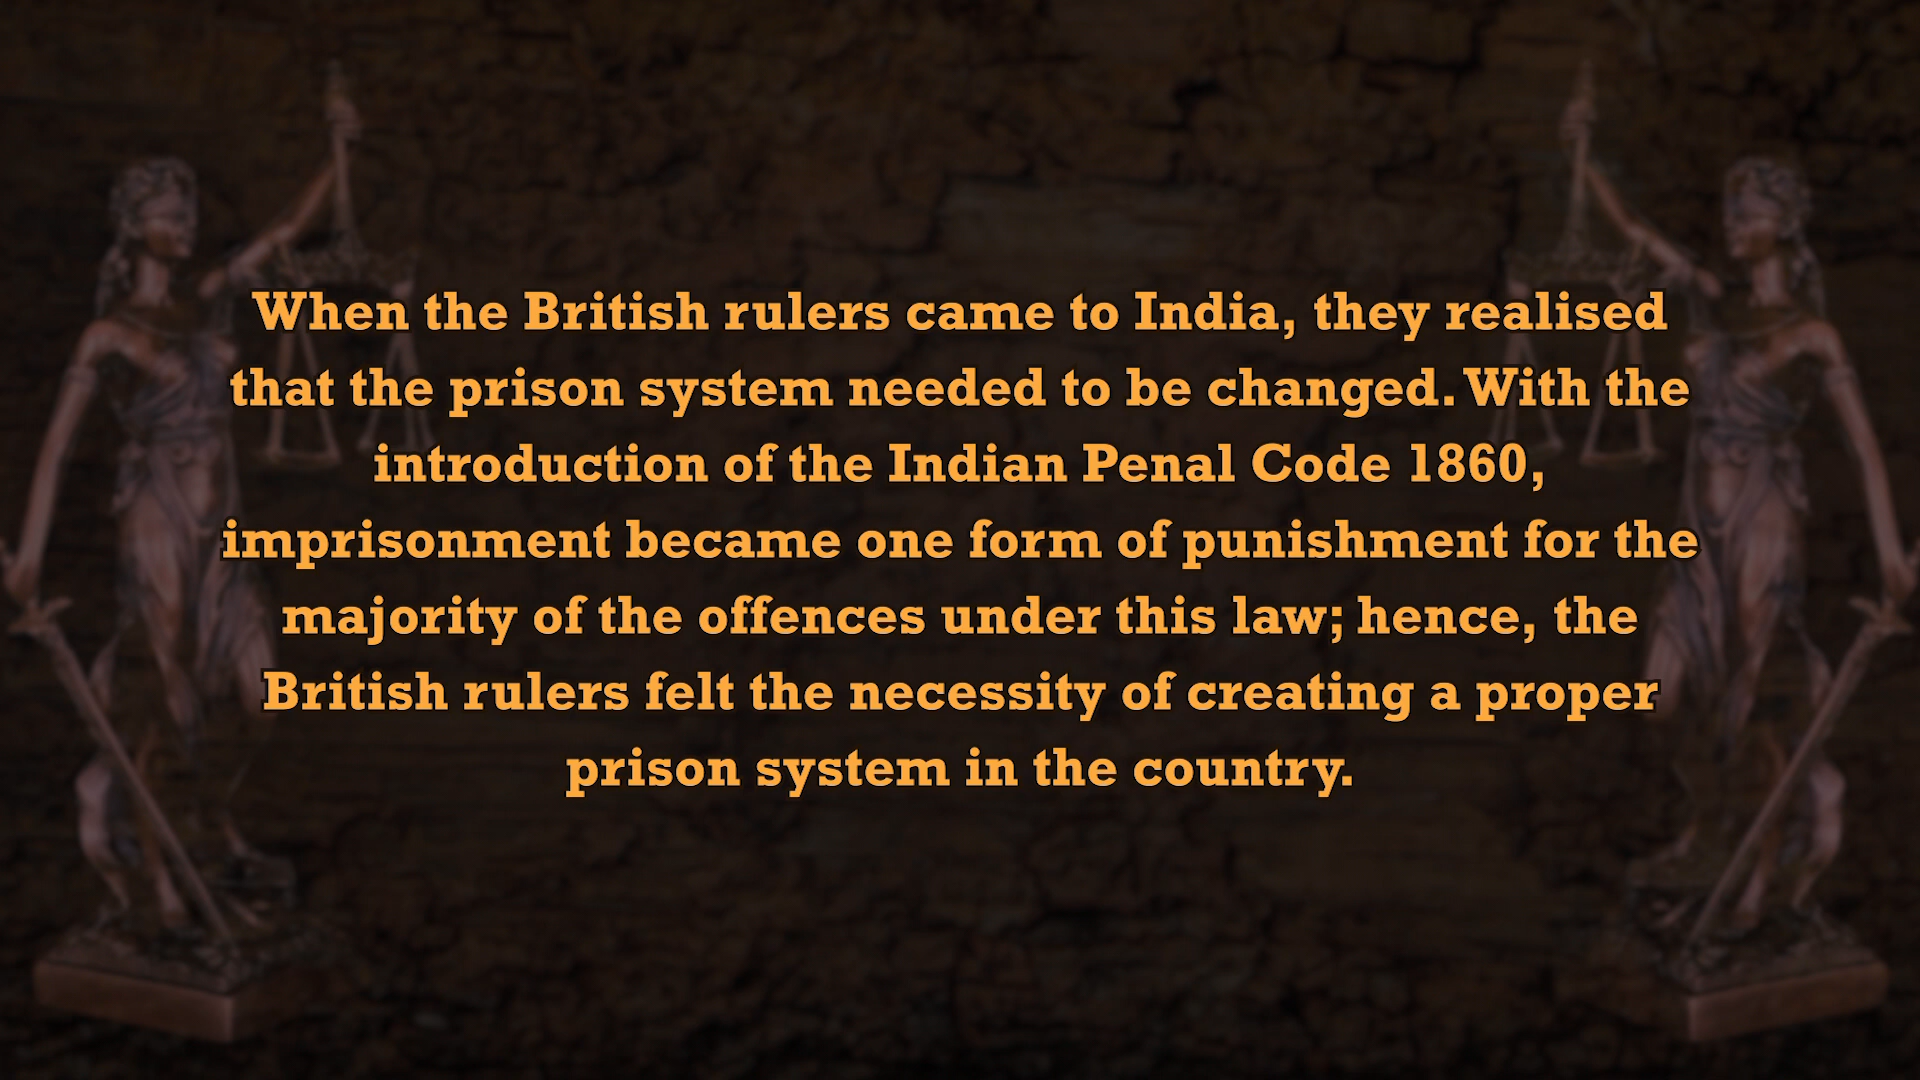 When the British rulers came to India, they realised
that the prison system needed to be changed. With the
introduction of the Indian Penal Code 1860,
imprisonment became one form of punishment for the
majority of the offences under this law; hence, the
British rulers felt the necessity of creating a proper
prison system in the country.